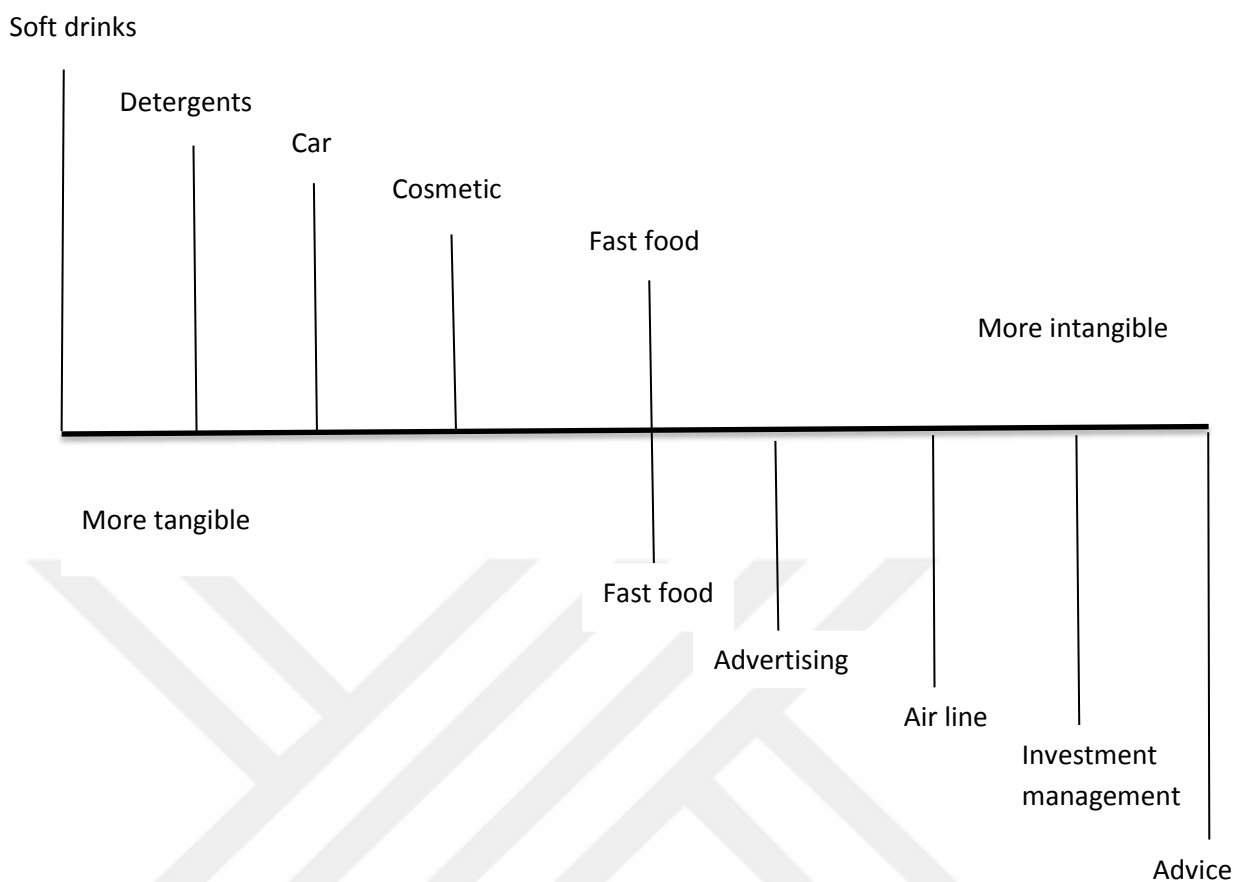 Soft drinks
Detergents
Car
Cosmetic
Fast food
More intangible
More tangible
Fast food
Advertising
Air line
Investment
management
Advice